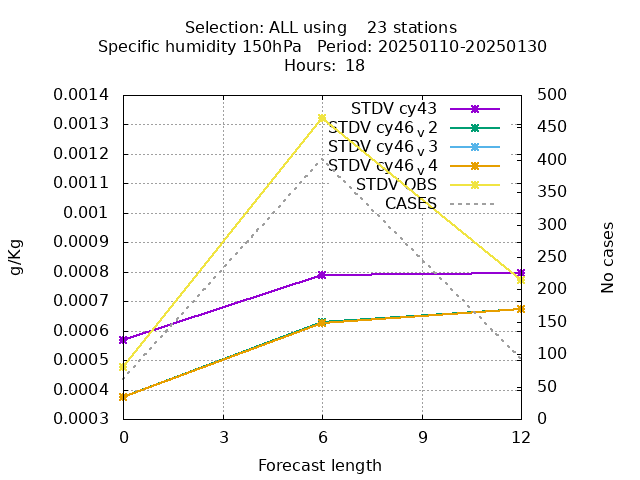 Selection: ALL using    23 stations
Specific humidity 150hPa   Period: 20250110-20250130
Hours: 18
0.0014
0.0013
0.0012
0.0011
0.001
0.0009
0.0008
0.0007
0.0006
0.0005
0.0004
0.0003
g/Kg
STDV cy43
STDV cy46v2
STDV cy46v3
STDV cy46v4
STDV OBS
CASES
500
450
400
350
300
250
200
150
100
50
0
No cases
0 3 6 9 12
Forecast length